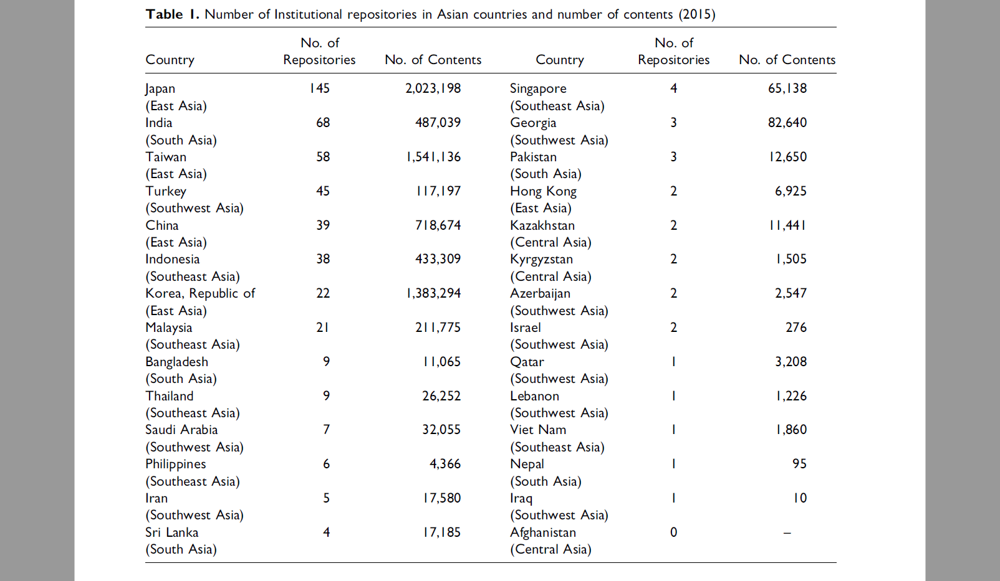 Table 1. Number of Institutional repositories in Asian countries and number of contents (2015)
Country No. of Repositories No. of Contents Country No. of Repositories No. of Contents
Japan 145 2,023,198 Singapore 4 65,138
(East Asia) (Southeast Asia)
India 68 487,039 Georgia 3 82,640
(South Asia) (Southwest Asia)
Taiwan 58 1,541,136 Pakistan 3 12,650
(East Asia) (South Asia)
Turkey 45 117,197 Hong Kong 2 6,925
(Southwest Asia) (East Asia)
China 39 718,674 Kazakhstan 2 11,441
(East Asia) (Central Asia)
Indonesia 38 433,309 Kyrgyzstan 2 1,505
(Southeast Asia) (Central Asia)
Korea, Republic of 22 1,383,294 Azerbaijan 2 2,547
(East Asia) (Southwest Asia)
Malaysia 21 211,775 Israel 2 276
(Southeast Asia) (Southwest Asia)
Bangladesh 9 11,065 Qatar 1 3,208
(South Asia) (Southwest Asia)
Thailand 9 26,252 Lebanon 1 1,226
(Southeast Asia) (Southwest Asia)
Saudi Arabia 7 32,055 Viet Nam 1 1,860
(Southwest Asia) (Southeast Asia)
Philippines 6 4,366 Nepal 1 95
(Southeast Asia) (South Asia)
Iran 5 17,580 Iraq 1 10
(Southwest Asia) (Southwest Asia)
Sri Lanka 4 17,185 Afghanistan 0 –
(South Asia) (Central Asia)